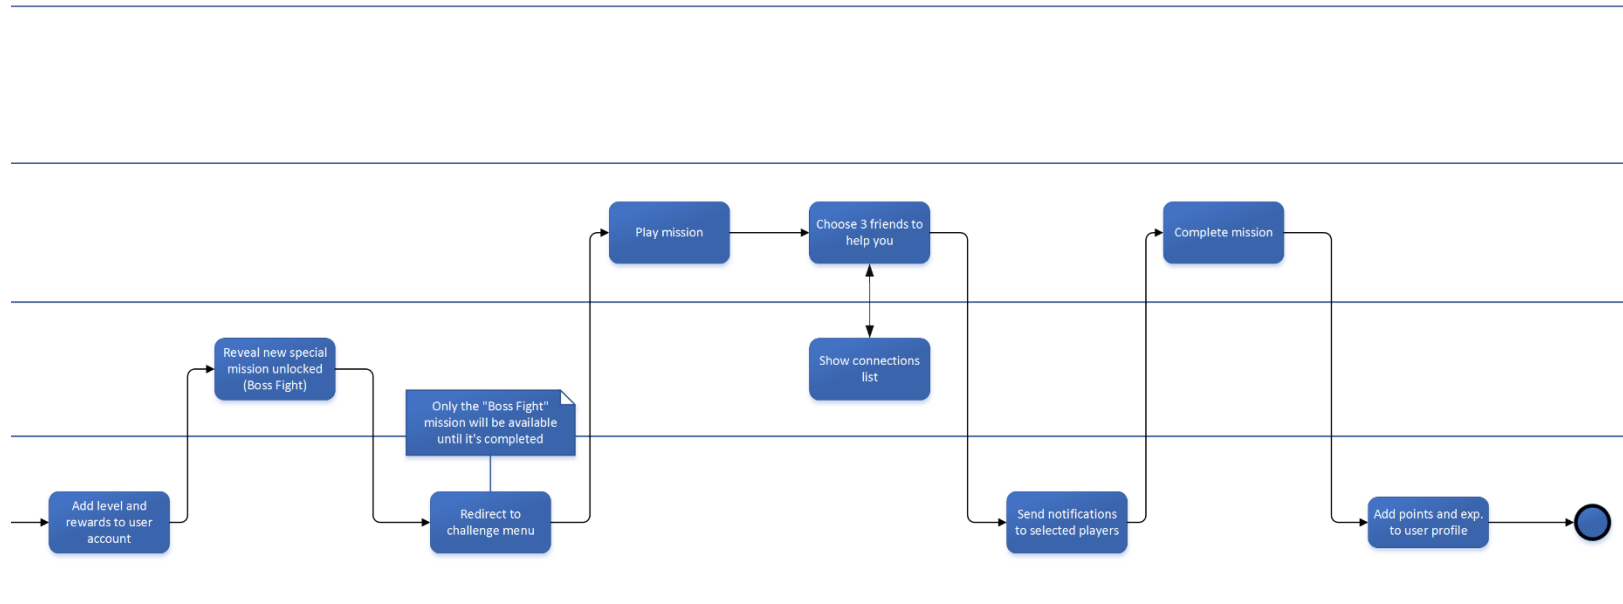 Play mission
Choose 3 friends to
help you
Complete mission
Reveal new special
mission unlocked
(Boss Fight)
Show connections
list
Only the "Boss Fight"
mission will be available
until it's completed
Add level and
rewards to user
account
Redirect to
challenge menu
Send notifications
to selected players
Add points and exp.
to user profile